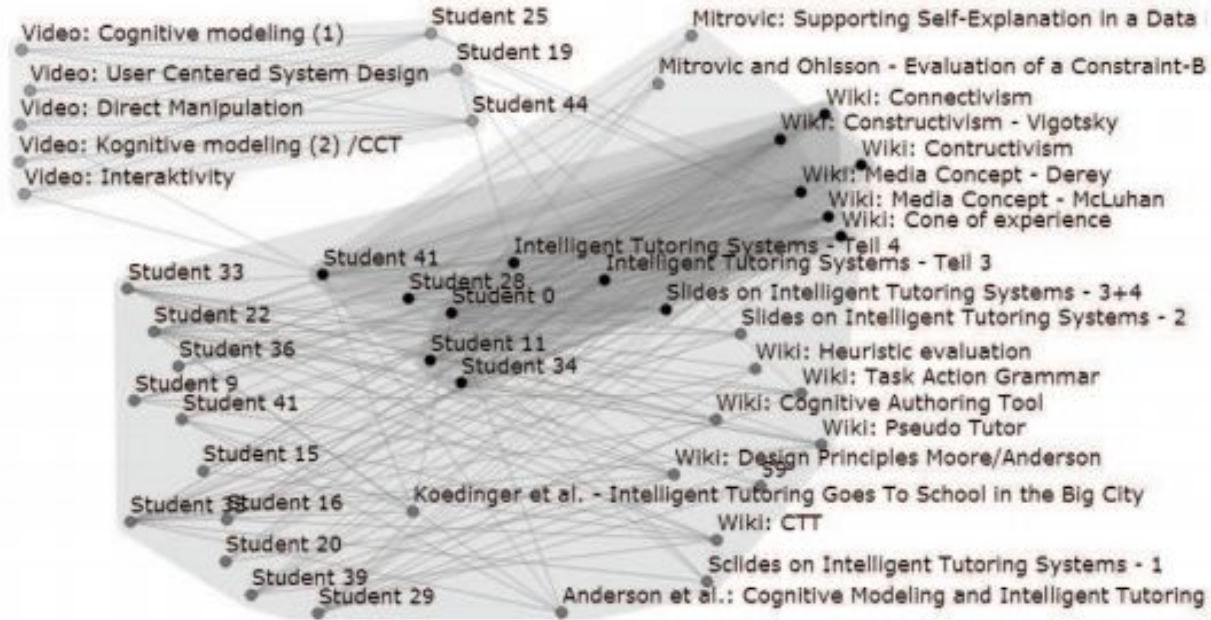 Student 25
Mitrovic: Supporting Self-Explanation in a Data
Video: Cognitive modeling (1)
Student 19
Mitrovic and Ohlsson - Evaluation of a Constraint-B
Video: User Centered System Design
Wiki: Connectivism
Video: Direct Manipulation
Student 44
Wiki: Constructivism - Vigotsky
Video: Kognitive modeling (2) /CCT
Wiki: Contructivism
Video: Interaktivity
Wiki: Media Concept - Derey
Wiki: Media Concept - McLuhan
Wiki: Cone of experience
Intelligent Tutoring Systems - Teil 4
Student 41
Intelligent Tutoring Systems - Teil 3
Student 33
Student 28
Student 0
Slides on Intelligent Tutoring Systems - 3+4
Student 22
Slides on Intelligent Tutoring Systems - 2
Student 36
Student 11
Wiki: Heuristic evaluation
Student 34
Wiki: Task Action Grammar
Student 9
Student 41
Wiki: Cognitive Authoring Tool
Wiki: Pseudo Tutor
Student 15
Wiki: Design Principles Moore/Anderson
59
Student 16
Koedinger et al. - Intelligent Tutoring Goes To School in the Big City
Student
Wiki: CTT
Student 20
Sclides on Intelligent Tutoring Systems - 1
Student 39
Student 29
Anderson et al.: Cognitive Modeling and Intelligent Tutoring